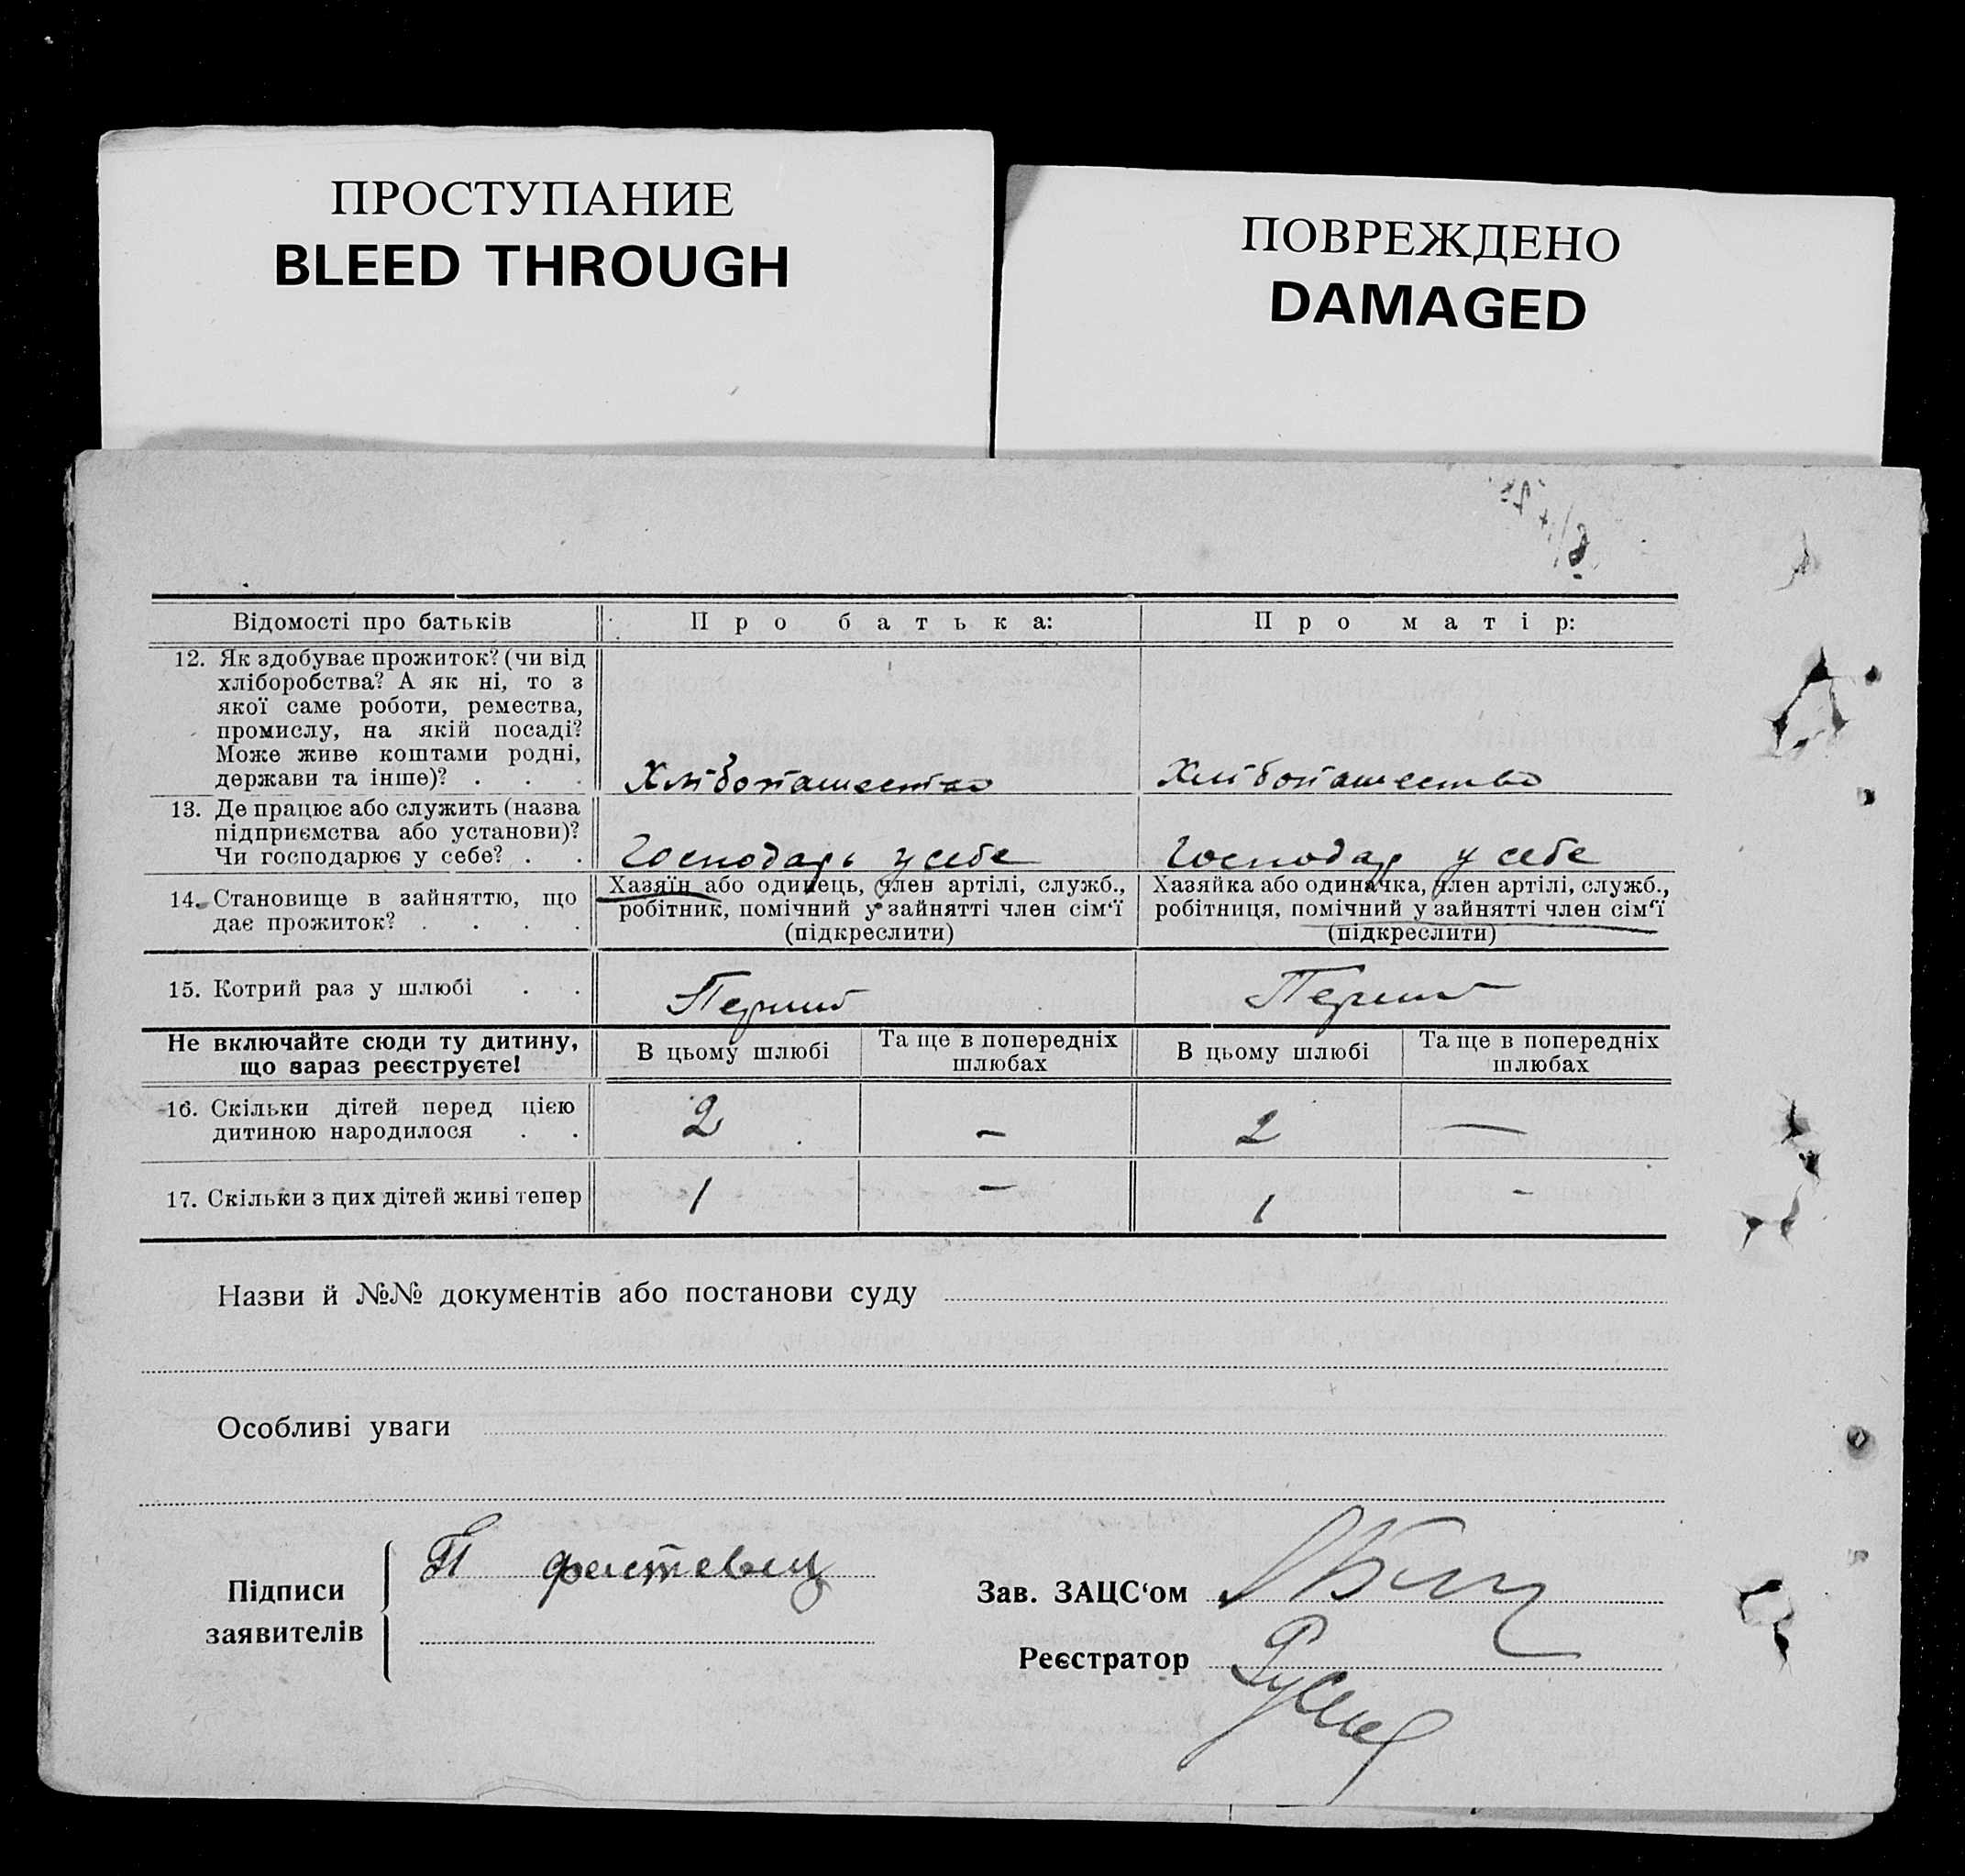 ПРОСТУПАНИЕ
BLEED THROUGH
ПОВРЕЖДЕНО
DAMAGED
Відомості про батьків
Про батька:
Про матір:
12. Як здобуває прожиток? (чи від
хліборобства? А як ні, то з
якої саме роботи, ремества,
промислу, на якій посаді?
Може живе коштами родні,
держави та інше)? . . .
Хлібопашество
Хлібопашество
13. Де працює або служить (назва
підприємства або установи)?
Чи господарює у себе? . .
Господарь у себе
Господар у себе
14. Становище в зайняттю, що
дає прожиток? . . . .
Хазяїн або одинець, член артілі, служб.,
робітник, помічний у зайнятті член сім‘ї
(підкреслити)
Хазяйка або одиначка, член артілі, служб.,
робітниця, помічний у зайнятті член сім‘ї
(підкреслити)
15. Котрий раз у шлюбі . .
Перший
Перший
Не включайте сюди ту дитину,
що зараз реєструєте!
В цьому шлюбі
Та ще в попередніх
шлюбах
В цьому шлюбі
Та ще в попередніх
шлюбах
16. Скільки дітей перед цією
дитиною народилося . .
2
–
2
—
17. Скільки з цих дітей живі тепер
1
–
1
-
Назви й №№ документів або постанови суду
Особливі уваги
Підписи
заявителів
П
Зав. ЗАЦС‘ом
Реєстратор